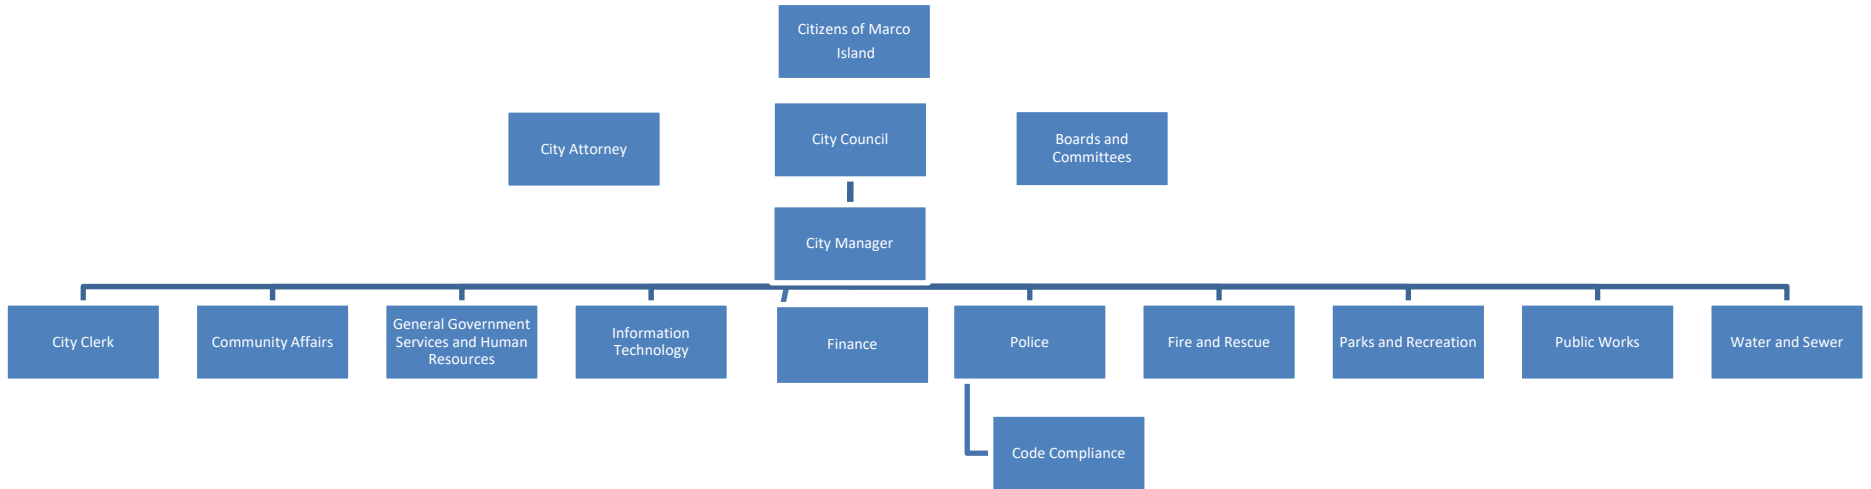 Citizens of Marco
Island
City Attorney
City Council
Boards and
Committees
City Manager
City Clerk
Community Affairs
General Government
Services and Human
Resources
Information
Technology
Finance
Police
Fire and Rescue
Parks and Recreation
Public Works
Water and Sewer
Code Compliance